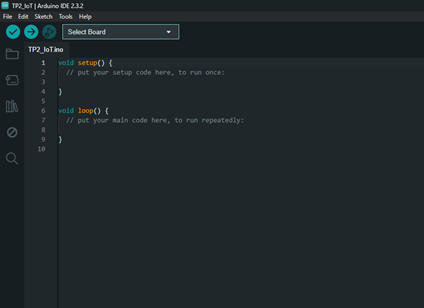 TP2_IoT | Arduino IDE 2.3.2
File Edit Sketch Tools Help
Select Board
TP2_IoT.ino
1 void setup() {
2 // put your setup code here, to run once:
3
4 }
5
6 void loop() {
7 // put your main code here, to run repeatedly:
8
9 }
10